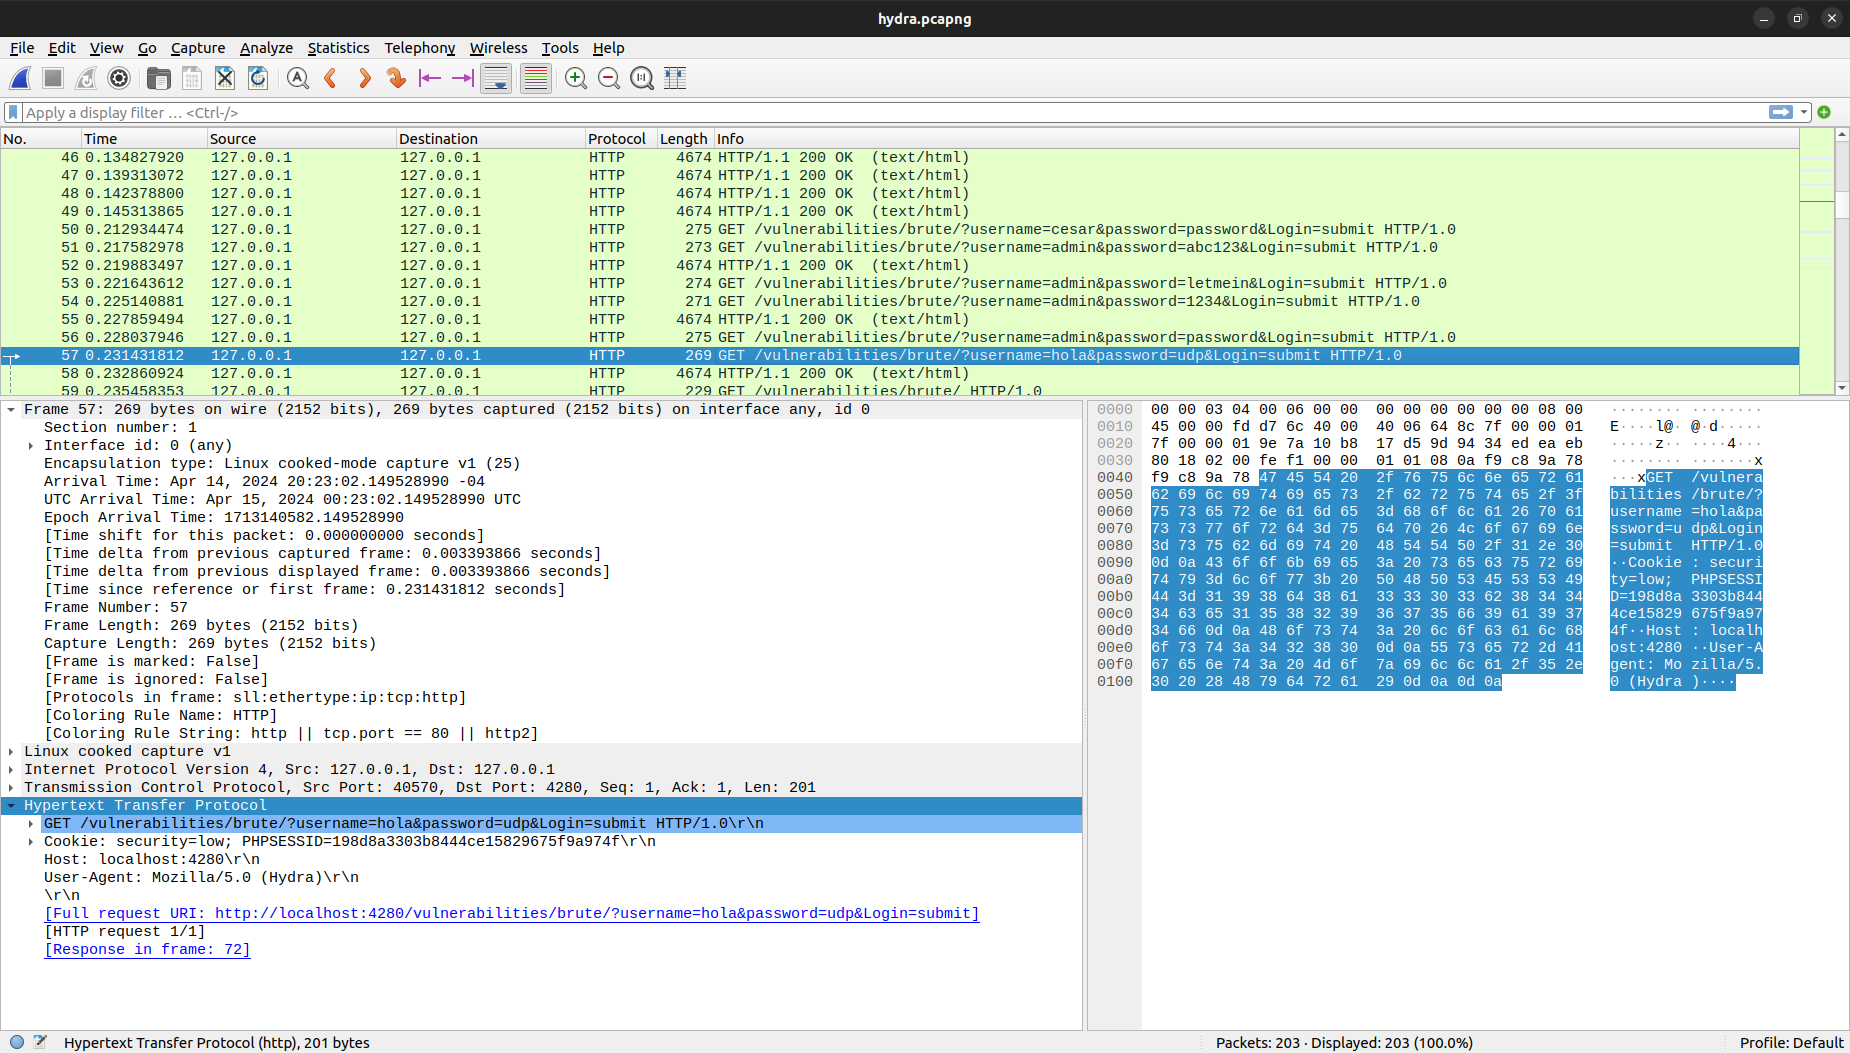 hydra.pcapng
File Edit View Go Capture Analyze Statistics Telephony Wireless Tools Help
Apply a display filter … <Ctrl-/>
No. Time Source Destination Protocol Length Info
46 0.134827920 127.0.0.1 127.0.0.1 HTTP 4674 HTTP/1.1 200 OK (text/html)
47 0.139313072 127.0.0.1 127.0.0.1 HTTP 4674 HTTP/1.1 200 OK (text/html)
48 0.142378800 127.0.0.1 127.0.0.1 HTTP 4674 HTTP/1.1 200 OK (text/html)
49 0.145313865 127.0.0.1 127.0.0.1 HTTP 4674 HTTP/1.1 200 OK (text/html)
50 0.212934474 127.0.0.1 127.0.0.1 HTTP 275 GET /vulnerabilities/brute/?username=cesar&password=password&Login=submit HTTP/1.0
51 0.217582978 127.0.0.1 127.0.0.1 HTTP 273 GET /vulnerabilities/brute/?username=admin&password=abc123&Login=submit HTTP/1.0
52 0.219883497 127.0.0.1 127.0.0.1 HTTP 4674 HTTP/1.1 200 OK (text/html)
53 0.221643612 127.0.0.1 127.0.0.1 HTTP 274 GET /vulnerabilities/brute/?username=admin&password=letmein&Login=submit HTTP/1.0
54 0.225140881 127.0.0.1 127.0.0.1 HTTP 271 GET /vulnerabilities/brute/?username=admin&password=1234&Login=submit HTTP/1.0
55 0.227859494 127.0.0.1 127.0.0.1 HTTP 4674 HTTP/1.1 200 OK (text/html)
56 0.228037946 127.0.0.1 127.0.0.1 HTTP 275 GET /vulnerabilities/brute/?username=admin&password=password&Login=submit HTTP/1.0
57 0.231431812 127.0.0.1 127.0.0.1 HTTP 269 GET /vulnerabilities/brute/?username=hola&password=udp&Login=submit HTTP/1.0
58 0.232860924 127.0.0.1 127.0.0.1 HTTP 4674 HTTP/1.1 200 OK (text/html)
59 0.235458353 127.0.0.1 127.0.0.1 HTTP 229 GET /vulnerabilities/brute/ HTTP/1.0
Frame 57: 269 bytes on wire (2152 bits), 269 bytes captured (2152 bits) on interface any, id 0
Section number: 1
Interface id: 0 (any)
Encapsulation type: Linux cooked-mode capture v1 (25)
Arrival Time: Apr 14, 2024 20:23:02.149528990 -04
UTC Arrival Time: Apr 15, 2024 00:23:02.149528990 UTC
Epoch Arrival Time: 1713140582.149528990
[Time shift for this packet: 0.000000000 seconds]
[Time delta from previous captured frame: 0.003393866 seconds]
[Time delta from previous displayed frame: 0.003393866 seconds]
[Time since reference or first frame: 0.231431812 seconds]
Frame Number: 57
Frame Length: 269 bytes (2152 bits)
Capture Length: 269 bytes (2152 bits)
[Frame is marked: False]
[Frame is ignored: False]
[Protocols in frame: sll:ethertype:ip:tcp:http]
[Coloring Rule Name: HTTP]
[Coloring Rule String: http || tcp.port == 80 || http2]
Linux cooked capture v1
Internet Protocol Version 4, Src: 127.0.0.1, Dst: 127.0.0.1
Transmission Control Protocol, Src Port: 40570, Dst Port: 4280, Seq: 1, Ack: 1, Len: 201
Hypertext Transfer Protocol
GET /vulnerabilities/brute/?username=hola&password=udp&Login=submit HTTP/1.0\r\n
Cookie: security=low; PHPSESSID=198d8a3303b8444ce15829675f9a974f\r\n
Host: localhost:4280\r\n
User-Agent: Mozilla/5.0 (Hydra)\r\n
\r\n
[Full request URI: http://localhost:4280/vulnerabilities/brute/?username=hola&password=udp&Login=submit]
[HTTP request 1/1]
[Response in frame: 72]
0000 00 00 03 04 00 06 00 00 00 00 00 00 00 00 08 00 ········ ········
0010 45 00 00 fd d7 6c 40 00 40 06 64 8c 7f 00 00 01 E····l@· @·d·····
0020 7f 00 00 01 9e 7a 10 b8 17 d5 9d 94 34 ed ea eb ·····z·· ····4···
0030 80 18 02 00 fe f1 00 00 01 01 08 0a f9 c8 9a 78 ········ ·······x
0040 f9 c8 9a 78 47 45 54 20 2f 76 75 6c 6e 65 72 61 ···xGET /vulnera
0050 62 69 6c 69 74 69 65 73 2f 62 72 75 74 65 2f 3f bilities /brute/?
0060 75 73 65 72 6e 61 6d 65 3d 68 6f 6c 61 26 70 61 username =hola&pa
0070 73 73 77 6f 72 64 3d 75 64 70 26 4c 6f 67 69 6e ssword=u dp&Login
0080 3d 73 75 62 6d 69 74 20 48 54 54 50 2f 31 2e 30 =submit HTTP/1.0
0090 0d 0a 43 6f 6f 6b 69 65 3a 20 73 65 63 75 72 69 ··Cookie : securi
00a0 74 79 3d 6c 6f 77 3b 20 50 48 50 53 45 53 53 49 ty=low; PHPSESSI
00b0 44 3d 31 39 38 64 38 61 33 33 30 33 62 38 34 34 D=198d8a 3303b844
00c0 34 63 65 31 35 38 32 39 36 37 35 66 39 61 39 37 4ce15829 675f9a97
00d0 34 66 0d 0a 48 6f 73 74 3a 20 6c 6f 63 61 6c 68 4f··Host : localh
00e0 6f 73 74 3a 34 32 38 30 0d 0a 55 73 65 72 2d 41 ost:4280 ··User-A
00f0 67 65 6e 74 3a 20 4d 6f 7a 69 6c 6c 61 2f 35 2e gent: Mo zilla/5.
0100 30 20 28 48 79 64 72 61 29 0d 0a 0d 0a 0 (Hydra )····
Hypertext Transfer Protocol (http), 201 bytes
Packets: 203 · Displayed: 203 (100.0%)
Profile: Default